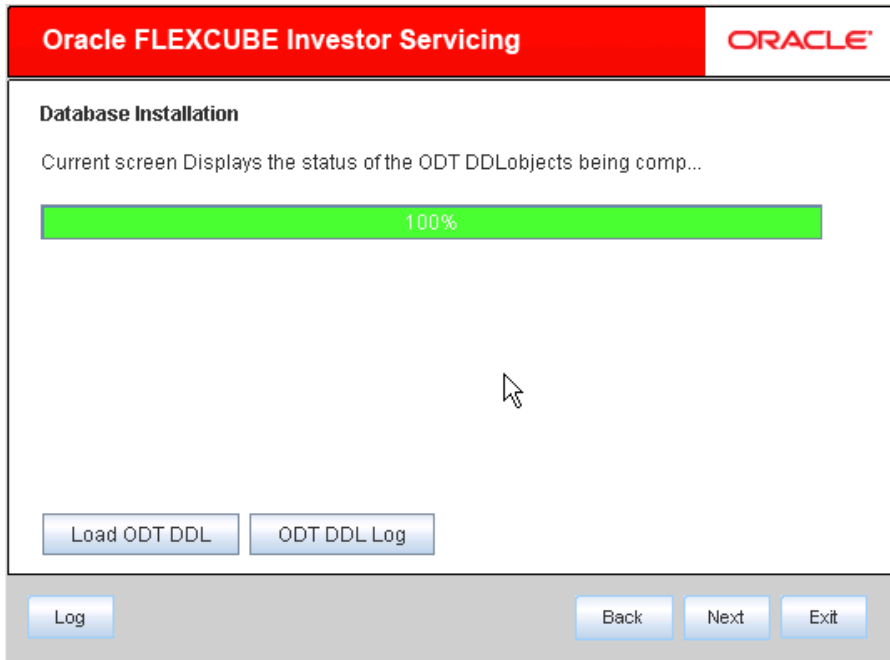 Oracle FLEXCUBE Investor Servicing
ORACLE
Database Installation
Current screen Displays the status of the ODT DDLobjects being comp...
100%
Load ODT DDL
ODT DDL Log
Log
Back
Next
Exit